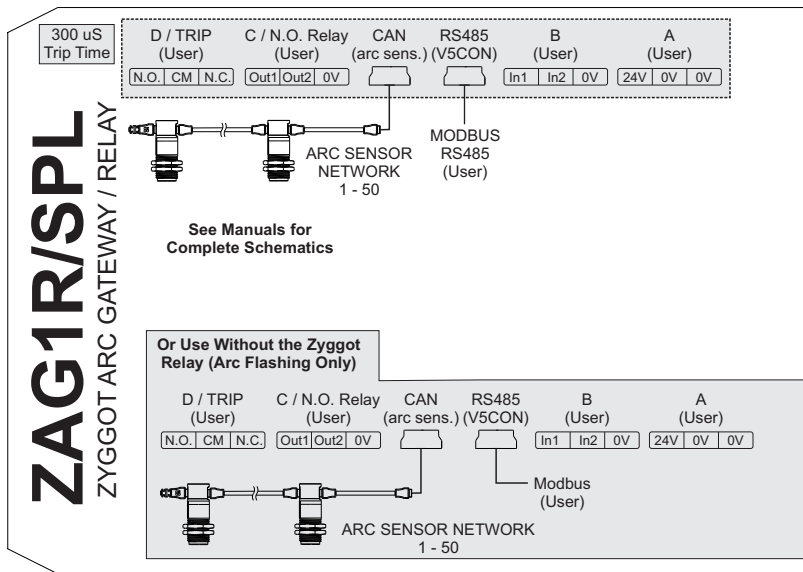 300 uS
Trip Time
D / TRIP
(User)
C / N.O. Relay
(User)
CAN
(arc sens.)
RS485
(V5CON)
B
(User)
A
(User)
N.O. CM N.C.
Out1 Out2 0V
In1 In2 0V
24V 0V 0V
ARC SENSOR
NETWORK
1 - 50
MODBUS
RS485
(User)
See Manuals for
Complete Schematics
ZAG1R/SPL
ZYGGOT ARC GATEWAY / RELAY
Or Use Without the Zyggot
Relay (Arc Flashing Only)
D / TRIP
(User)
C / N.O. Relay
(User)
CAN
(arc sens.)
RS485
(V5CON)
B
(User)
A
(User)
N.O. CM N.C.
Out1 Out2 0V
In1 In2 0V
24V 0V 0V
Modbus
(User)
ARC SENSOR NETWORK
1 - 50